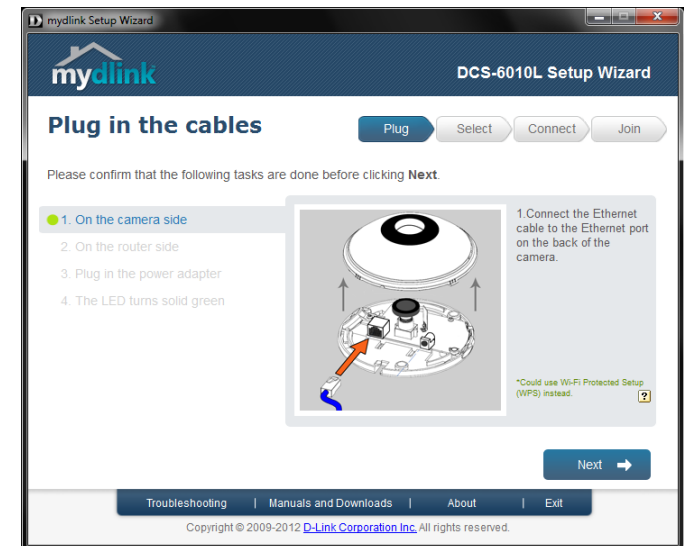 mydlink Setup Wizard
mydlink
DCS-6010L Setup Wizard
Plug in the cables
Plug
Select
Connect
Join
Please confirm that the following tasks are done before clicking Next.
1. On the camera side
2. On the router side
3. Plug in the power adapter
4. The LED turns solid green
1.Connect the Ethernet
cable to the Ethernet port
on the back of the
camera.
*Could use Wi-Fi Protected Setup
(WPS) instead.
?
Next
Troubleshooting | Manuals and Downloads | About | Exit
Copyright © 2009-2012 D-Link Corporation Inc. All rights reserved.